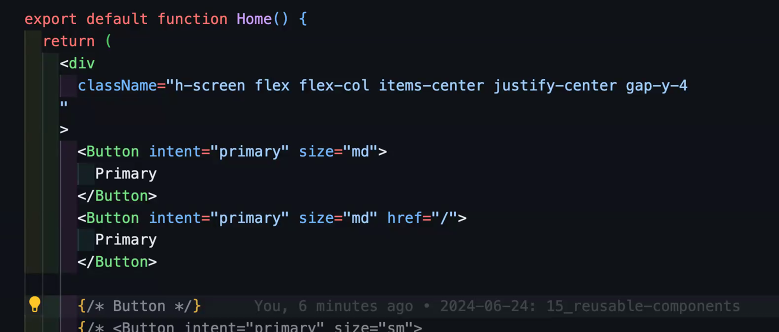 export default function Home() {
return (
<div
className="h-screen flex flex-col items-center justify-center gap-y-4
"
>
<Button intent="primary" size="md">
Primary
</Button>
<Button intent="primary" size="md" href="/">
Primary
</Button>
{/* Button */} You, 6 minutes ago • 2024-06-24: 15_reusable-components
{/* <Button intent="primary" size="sm">